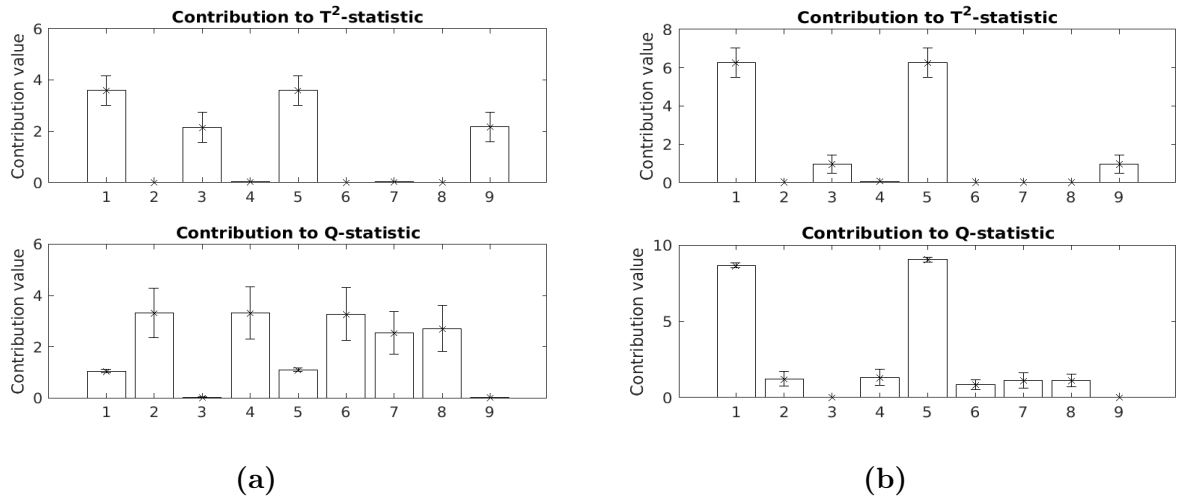 Contribution to T²-statistic
Contribution value
6
4
2
0
1 2 3 4 5 6 7 8 9
Contribution to Q-statistic
Contribution value
6
4
2
0
1 2 3 4 5 6 7 8 9
(a)
Contribution to T²-statistic
Contribution value
8
6
4
2
0
1 2 3 4 5 6 7 8 9
Contribution to Q-statistic
Contribution value
10
5
0
1 2 3 4 5 6 7 8 9
(b)